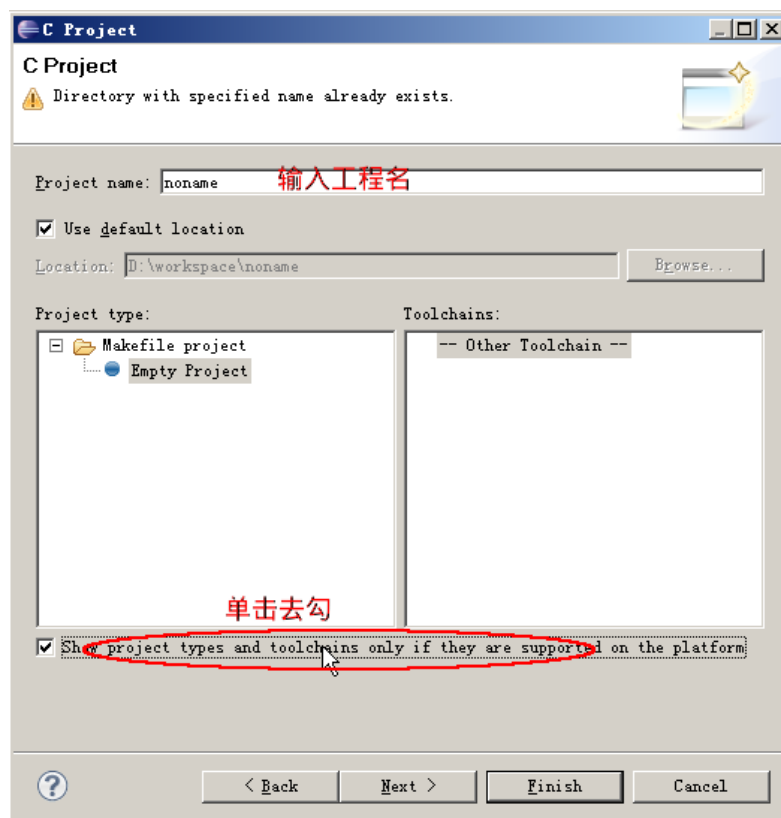 C Project
C Project
Directory with specified name already exists.
Project name: noname 输入工程名
Use default location
Location: D:\workspace\noname Browse...
Project type: Toolchains:
Makefile project -- Other Toolchain --
Empty Project
单击去勾
Show project types and toolchains only if they are supported on the platform
? < Back Next > Finish Cancel